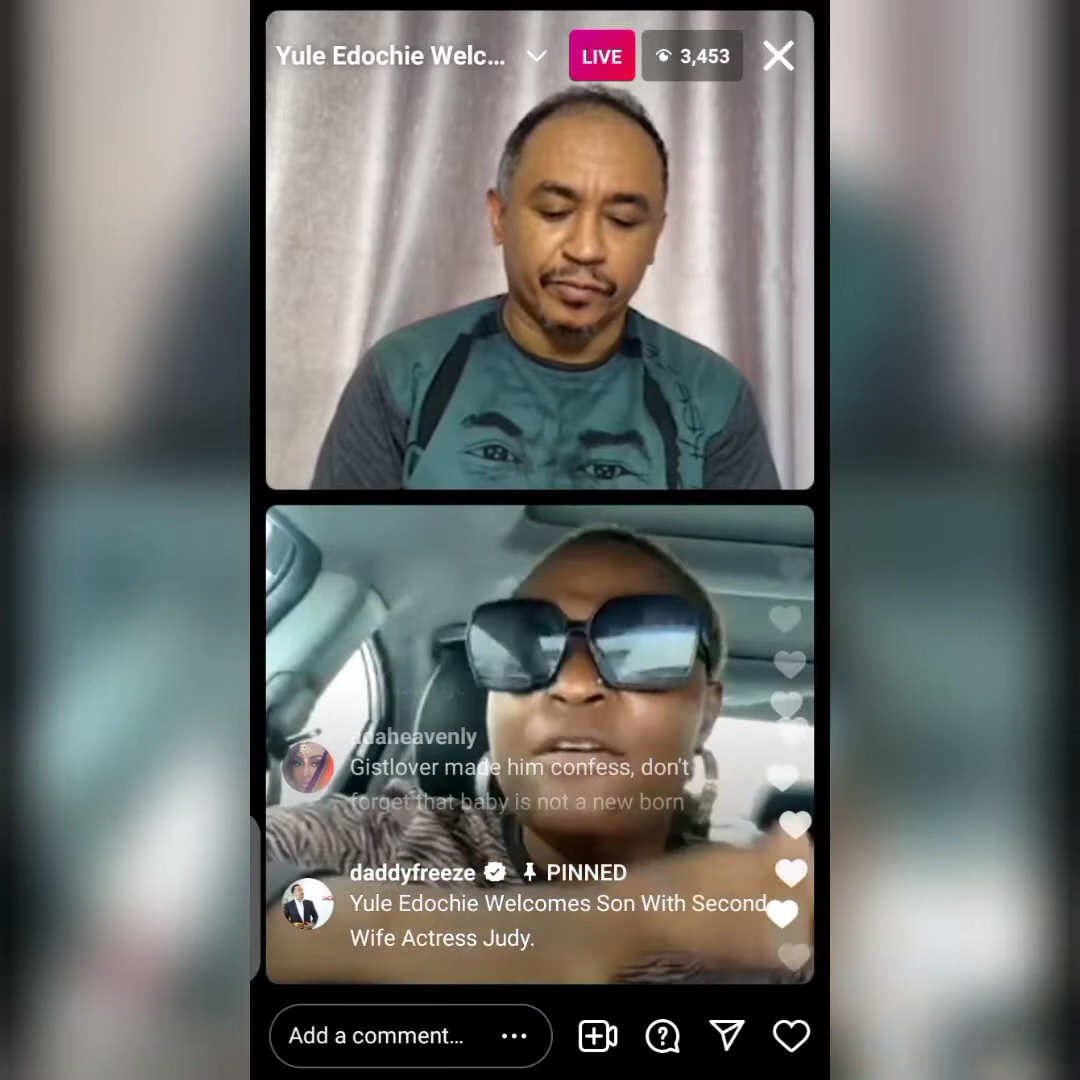 Yule Edochie Welc...
LIVE
3,453
adaheavenly
Gistlover made him confess, don't
forget that baby is not a new born
daddyfreeze PINNED
Yule Edochie Welcomes Son With Second
Wife Actress Judy.
Add a comment...